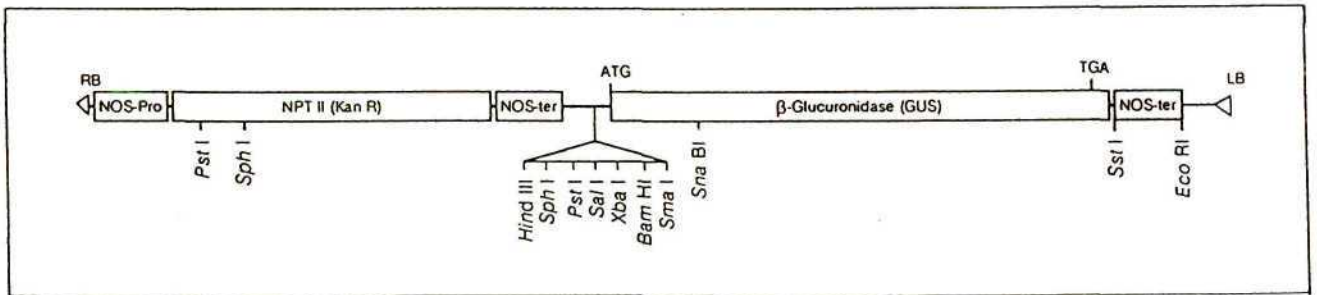 RB
ATG
TGA
LB
NOS-Pro
NPT II (Kan R)
NOS-ter
β-Glucuronidase (GUS)
NOS-ter
Pst I
Sph I
Hind III
Sph I
Pst I
Sal I
Xba I
Bam HI
Sma I
Sna BI
Sst I
Eco RI